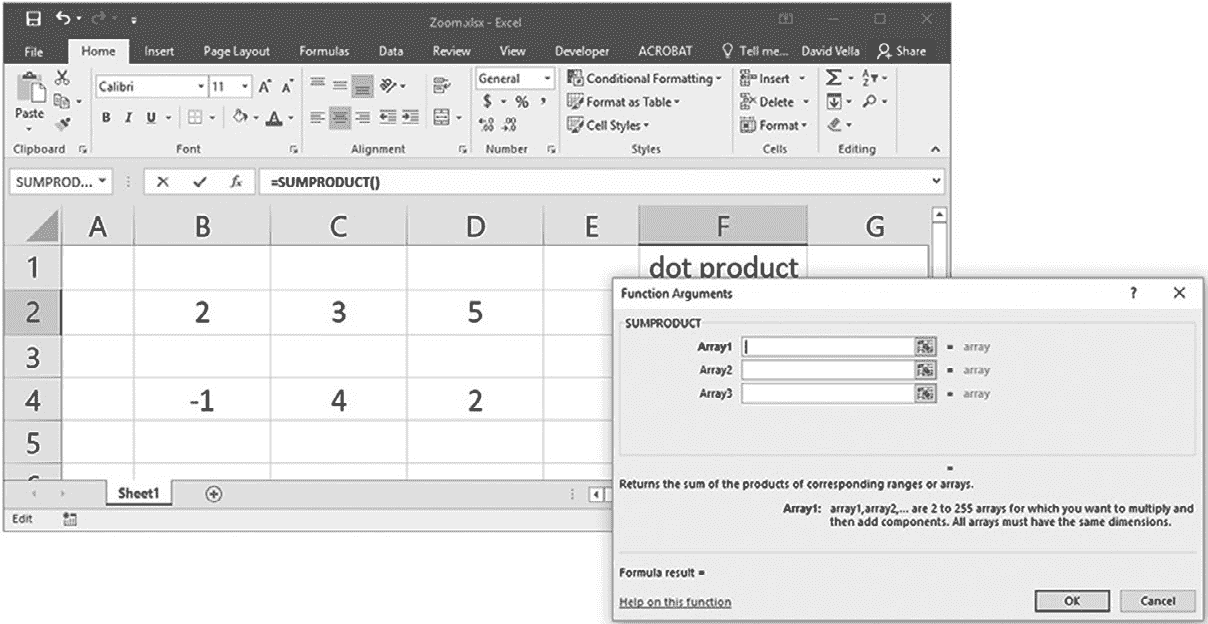 Zoom.xlsx - Excel
File Home Insert Page Layout Formulas Data Review View Developer ACROBAT Tell me... David Vella Share
Paste
Calibri 11
B I U A
General
$ % ,
Conditional Formatting
Format as Table
Cell Styles
Insert
Delete
Format
Clipboard Font Alignment Number Styles Cells Editing
SUMPROD... fx =SUMPRODUCT()
A B C D E F G
1 dot product
2 2 3 5
3
4 -1 4 2
5
Sheet1
Edit
Function Arguments ?
SUMPRODUCT
Array1 = array
Array2 = array
Array3 = array
=
Returns the sum of the products of corresponding ranges or arrays.
Array1: array1,array2,... are 2 to 255 arrays for which you want to multiply and
then add components. All arrays must have the same dimensions.
Formula result =
Help on this function OK Cancel